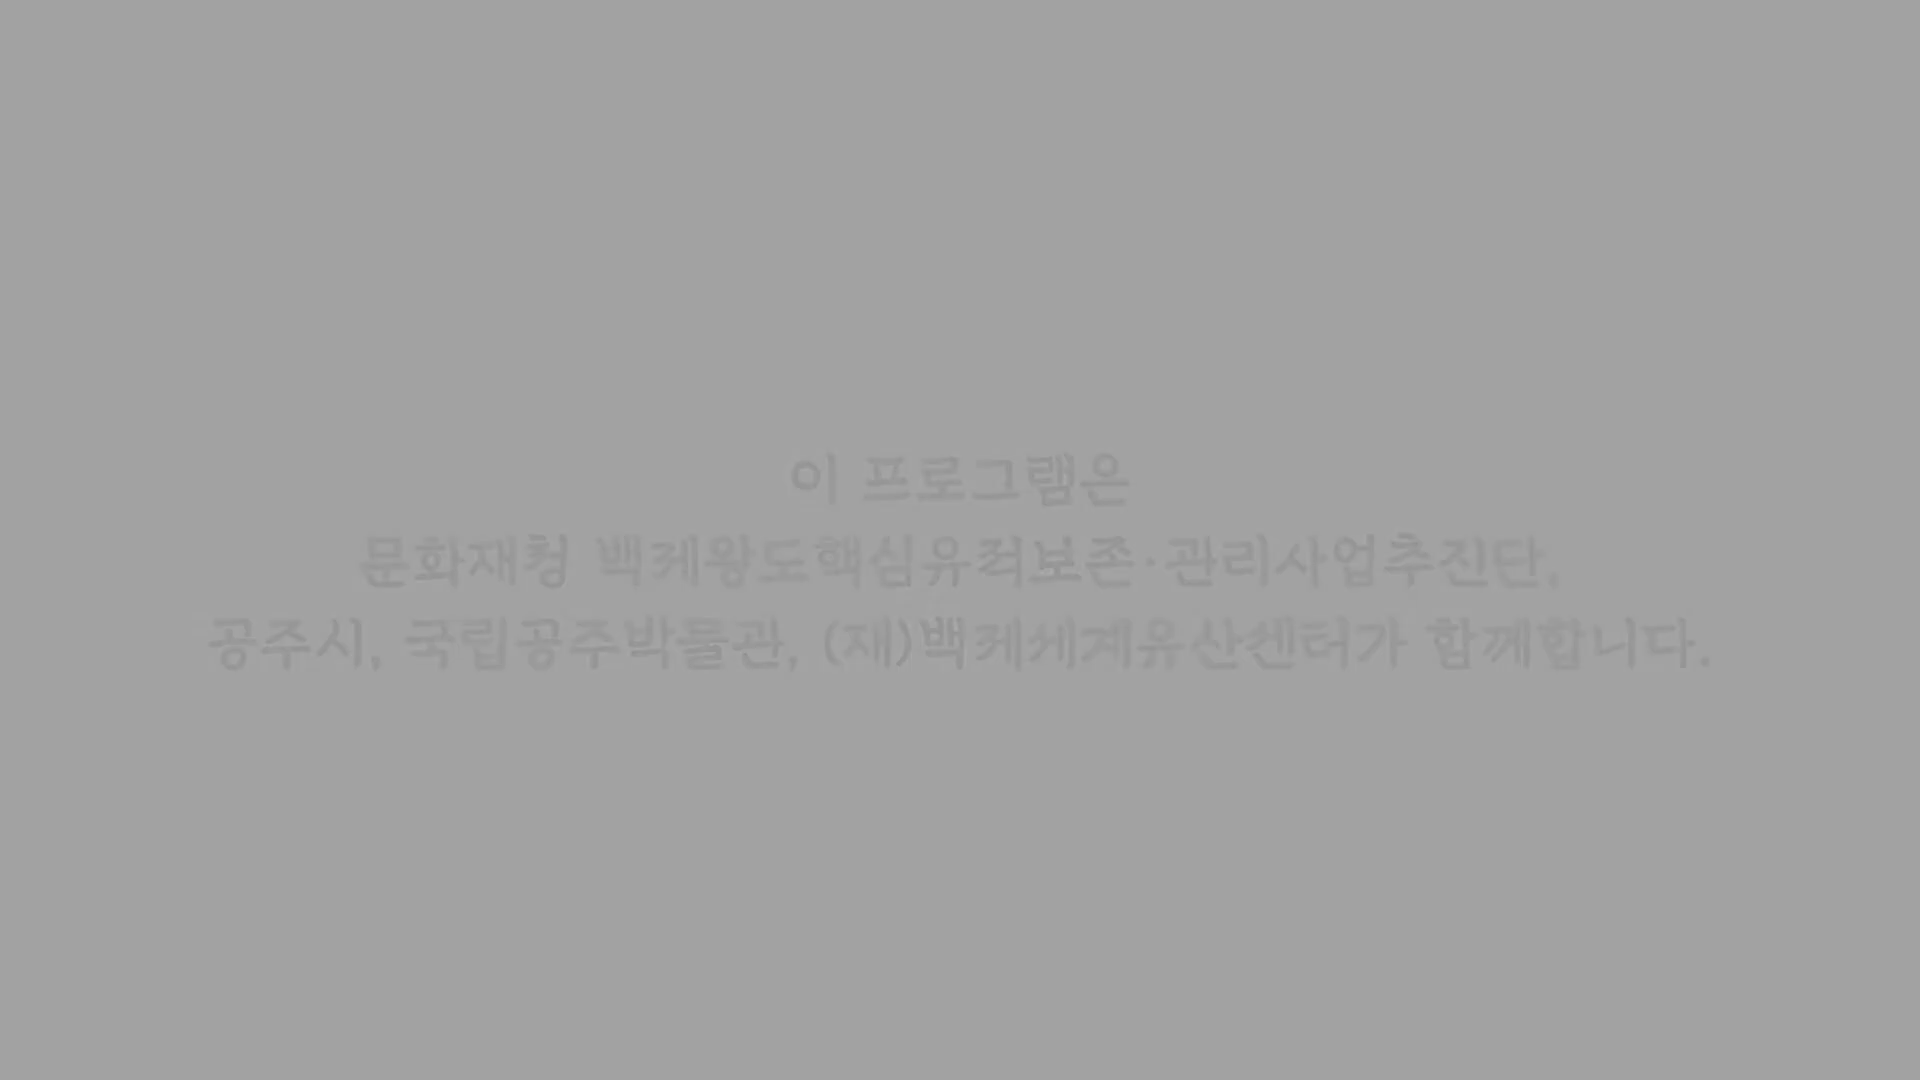 이 프로그램은
문화재청 백제왕도핵심유적보존·관리사업추진단,
공주시, 국립공주박물관, (재)백제세계유산센터가 함께합니다.